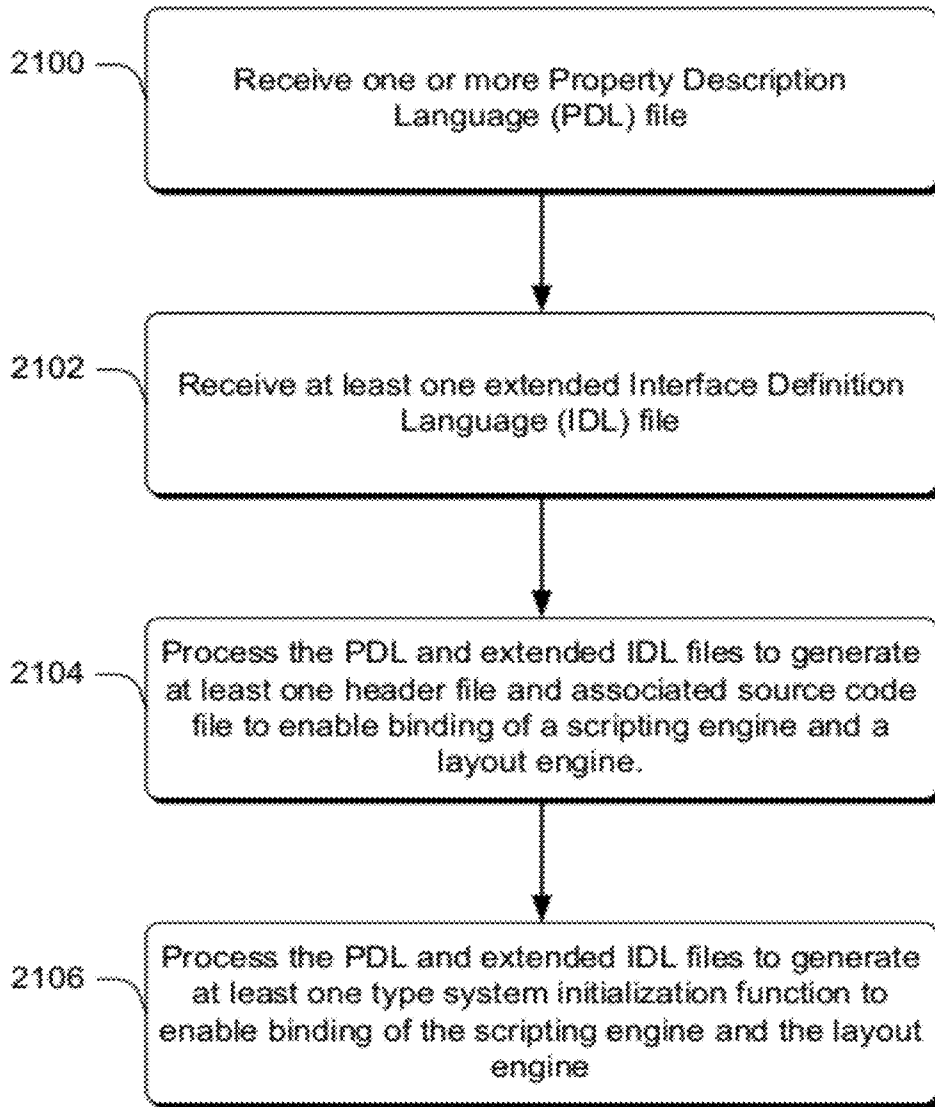 2100
Receive one or more Property Description
Language (PDL) file
2102
Receive at least one extended Interface Definition
Language (IDL) file
2104
Process the PDL and extended IDL files to generate
at least one header file and associated source code
file to enable binding of a scripting engine and a
layout engine.
2106
Process the PDL and extended IDL files to generate
at least one type system initialization function to
enable binding of the scripting engine and the layout
engine